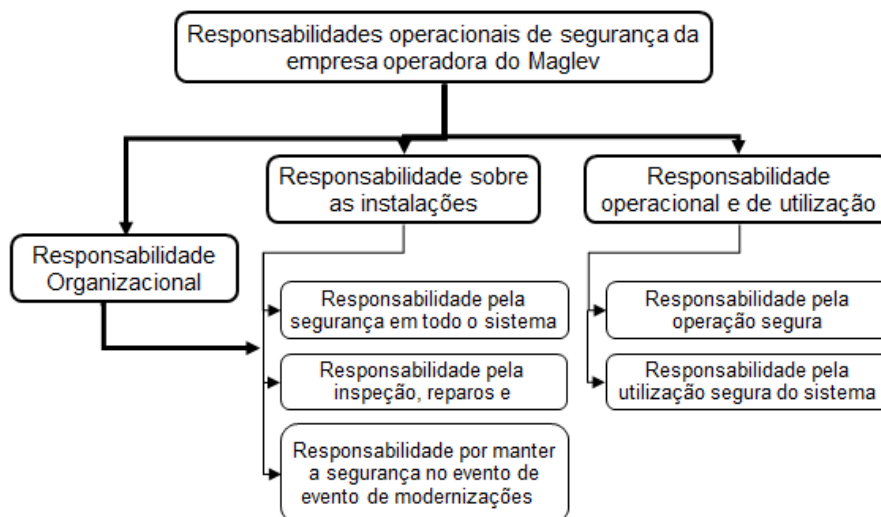 Responsabilidades operacionais de segurança da
empresa operadora do Maglev
Responsabilidade sobre
as instalações
Responsabilidade
operacional e de utilização
Responsabilidade
Organizacional
Responsabilidade pela
segurança em todo o sistema
Responsabilidade pela
inspeção, reparos e
Responsabilidade por manter
a segurança no evento de
evento de modernizações
Responsabilidade pela
operação segura
Responsabilidade pela
utilização segura do sistema